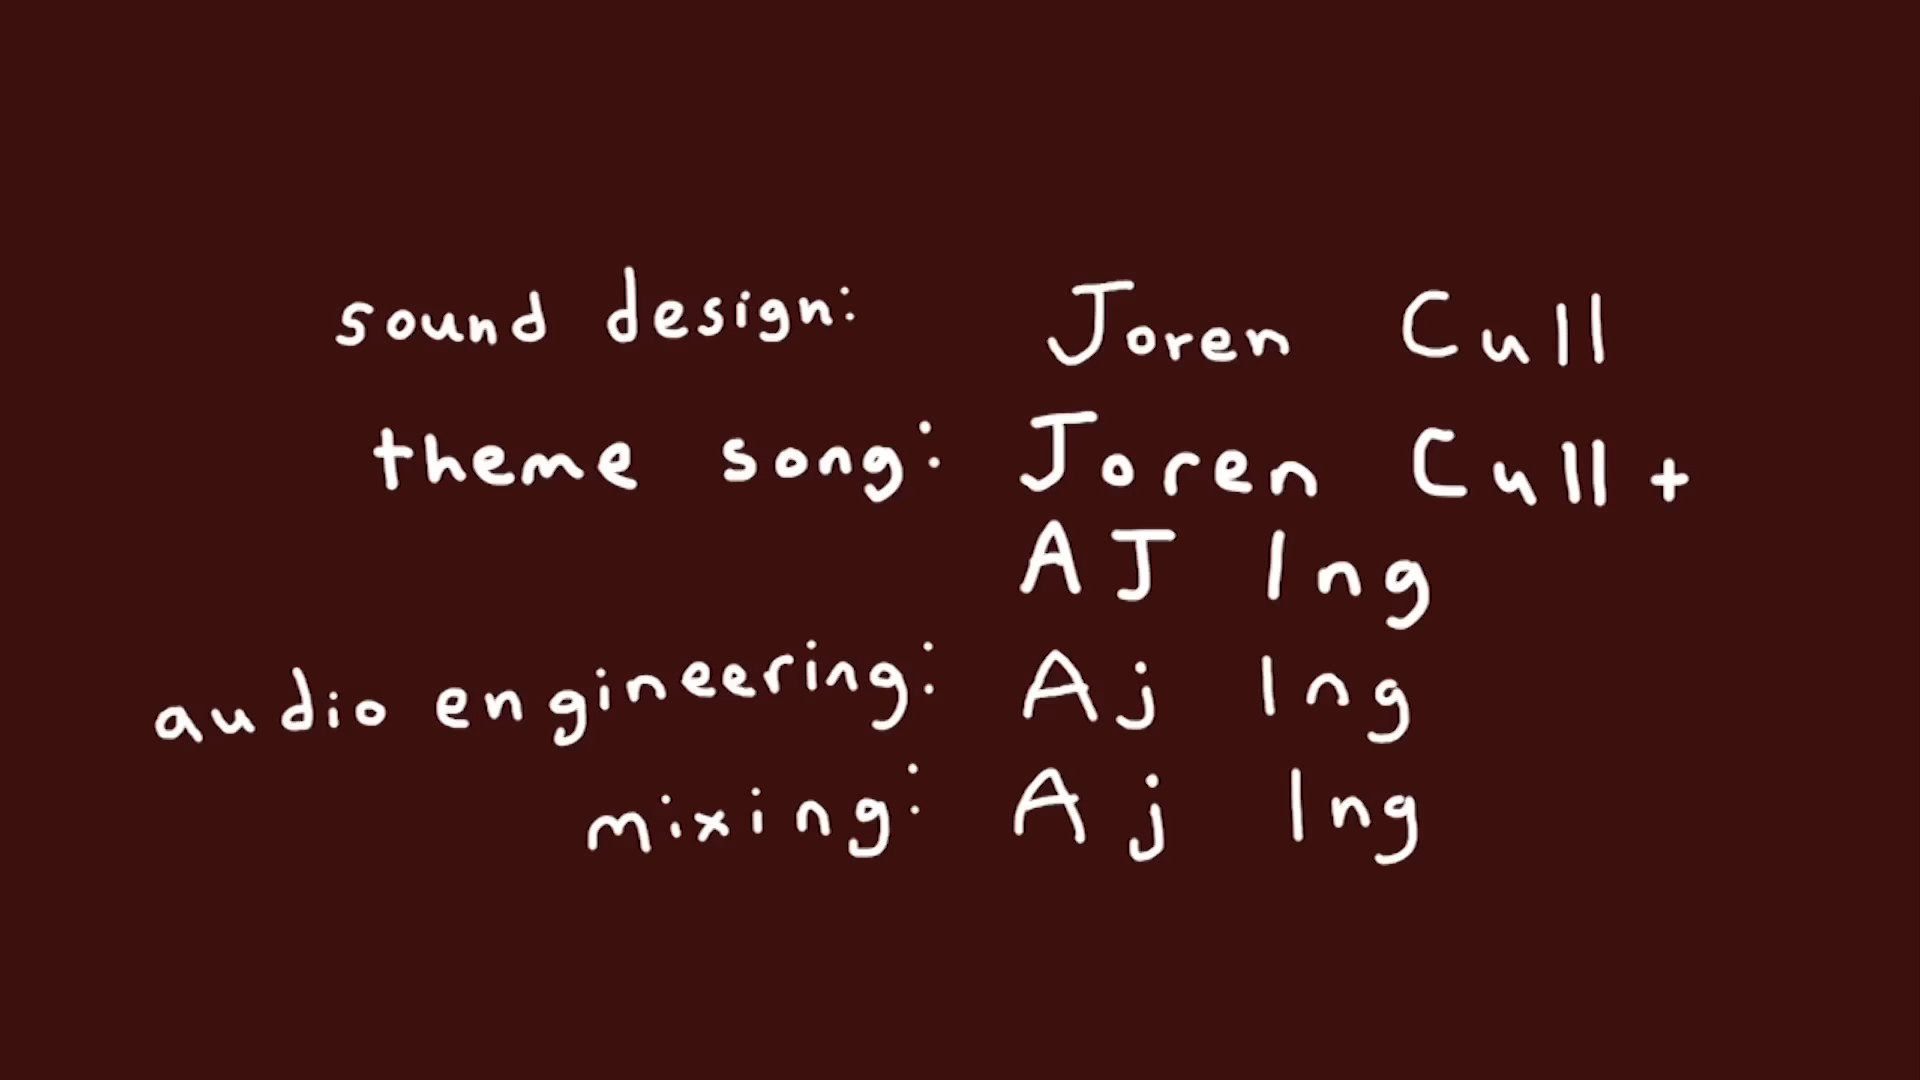 sound design: Joren Cull
theme song: Joren Cull +
AJ Ing
audio engineering: Aj Ing
mixing: Aj Ing